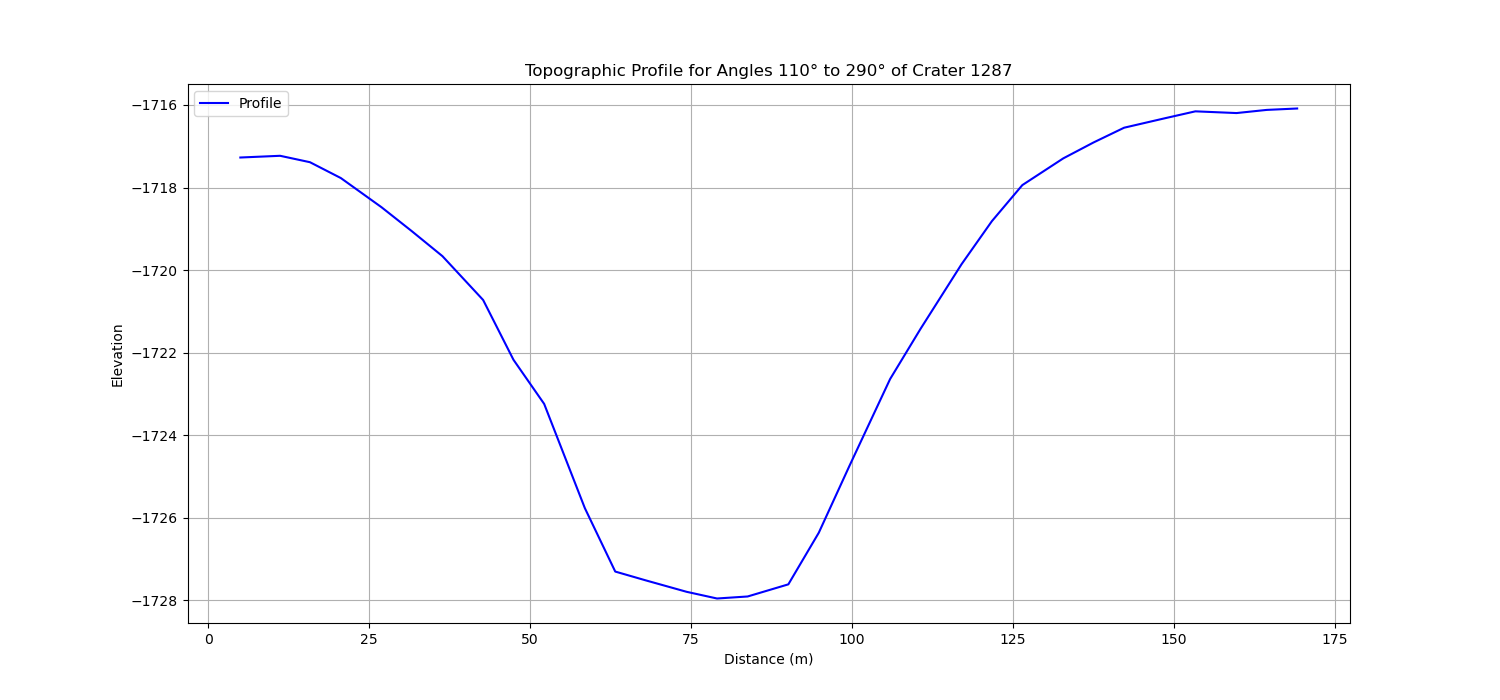 Topographic Profile for Angles 110° to 290° of Crater 1287
Profile
−1716
−1718
−1720
−1722
−1724
−1726
−1728
Elevation
0 25 50 75 100 125 150 175
Distance (m)